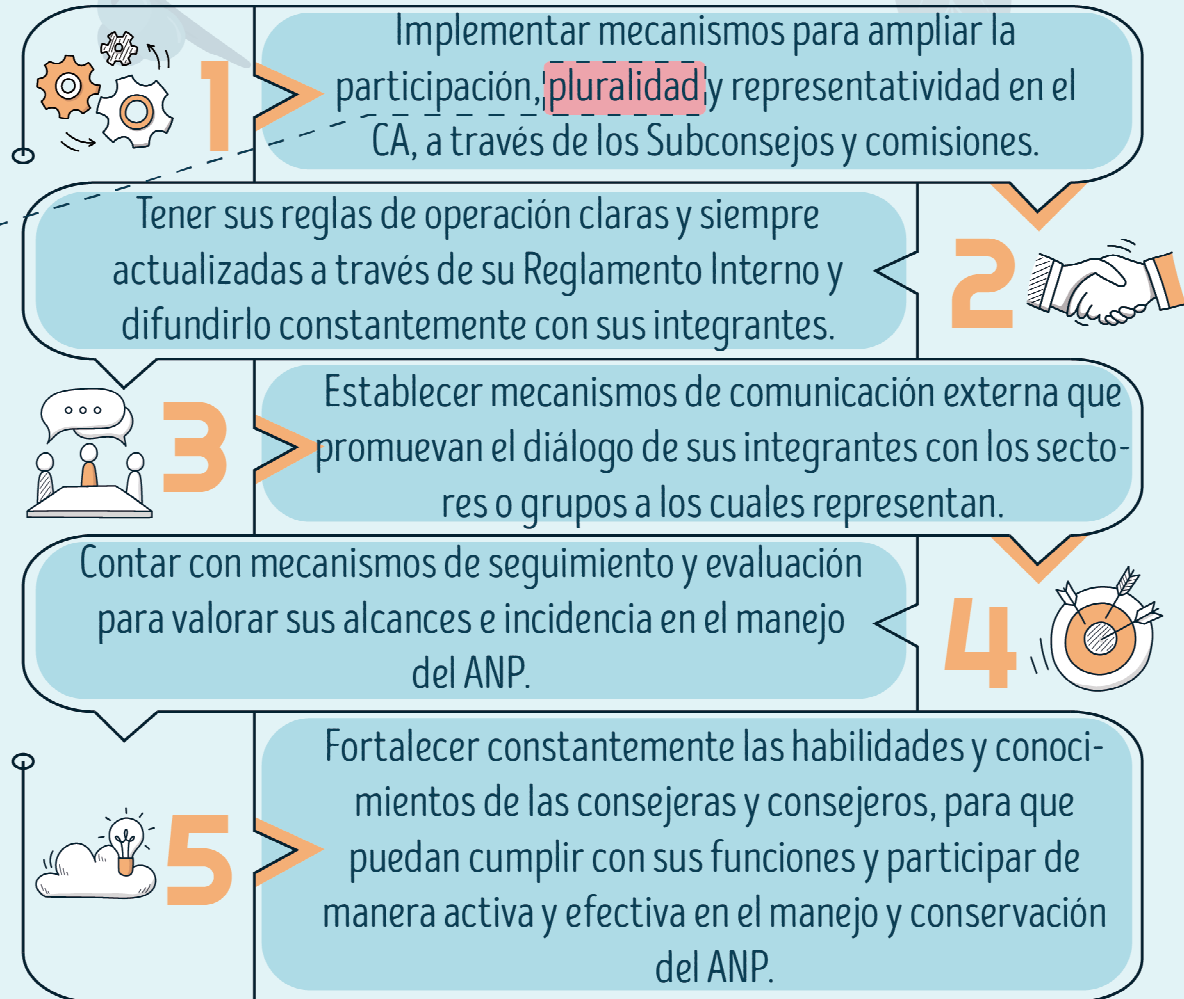 1
Implementar mecanismos para ampliar la
participación, pluralidad y representatividad en el
CA, a través de los Subconsejos y comisiones.
Tener sus reglas de operación claras y siempre
actualizadas a través de su Reglamento Interno y
difundirlo constantemente con sus integrantes.
2
3
Establecer mecanismos de comunicación externa que
promuevan el diálogo de sus integrantes con los secto-
res o grupos a los cuales representan.
Contar con mecanismos de seguimiento y evaluación
para valorar sus alcances e incidencia en el manejo
del ANP.
4
5
Fortalecer constantemente las habilidades y conoci-
mientos de las consejeras y consejeros, para que
puedan cumplir con sus funciones y participar de
manera activa y efectiva en el manejo y conservación
del ANP.